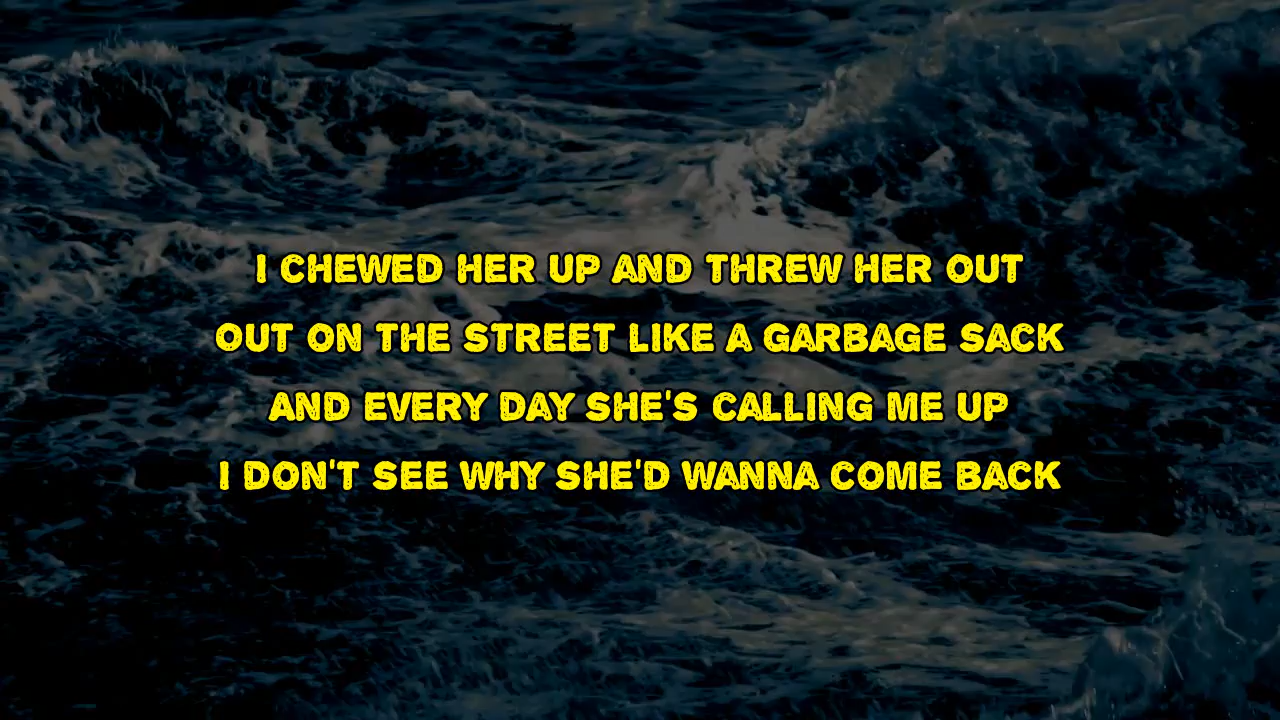 I CHEWED HER UP AND THREW HER OUT
OUT ON THE STREET LIKE A GARBAGE SACK
AND EVERY DAY SHE'S CALLING ME UP
I DON'T SEE WHY SHE'D WANNA COME BACK